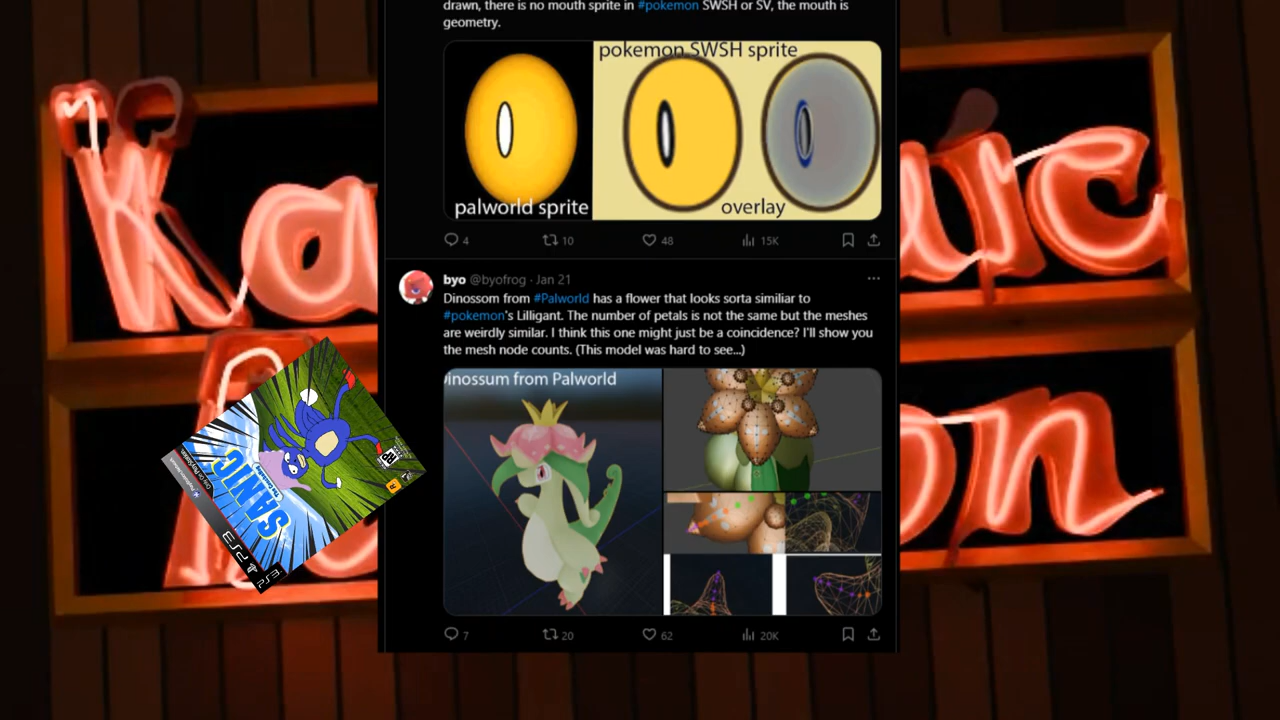 drawn, there is no mouth sprite in #pokemon SWSH or SV, the mouth is
geometry.
pokemon SWSH sprite
palworld sprite
overlay
4
10
48
15K
byo @byofrog · Jan 21
Dinossom from #Palworld has a flower that looks sorta similiar to
#pokemon's Lilligant. The number of petals is not the same but the meshes
are weirdly similar. I think this one might just be a coincidence? I'll show you
the mesh node counts. (This model was hard to see...)
inossum from Palworld
7
20
62
20K
Ka
on
SANIC
PS3